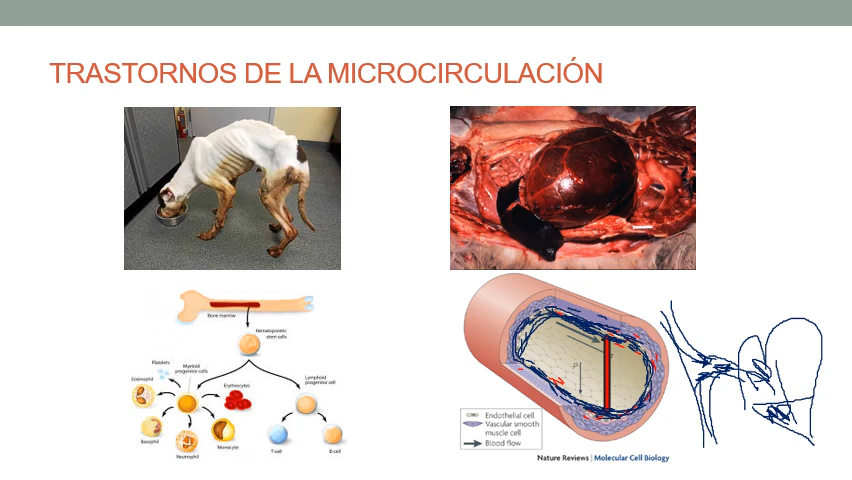 TRASTORNOS DE LA MICROCIRCULACIÓN
Bone marrow
Hematopoietic
stem cells
Platelets
Myeloid
progenitor cells
Lymphoid
progenitor cell
Eosinophil
Erythrocytes
Basophil
Neutrophil
Monocyte
T-cell
B-cell
P
r
Endothelial cell
Vascular smooth
muscle cell
Blood flow
Nature Reviews | Molecular Cell Biology